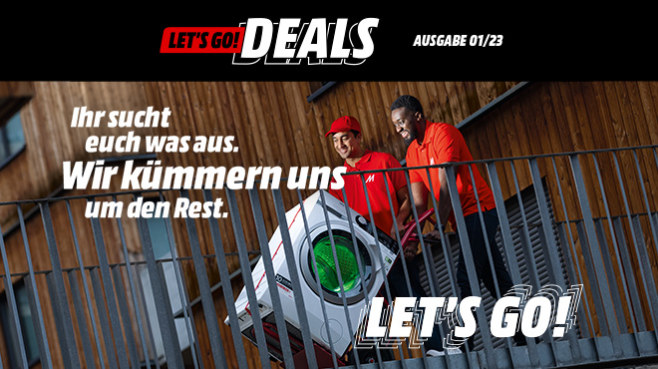 LET'S GO! DEALS
AUSGABE 01/23
Ihr sucht
euch was aus.
Wir kümmern uns
um den Rest.
M
LET'S GO!